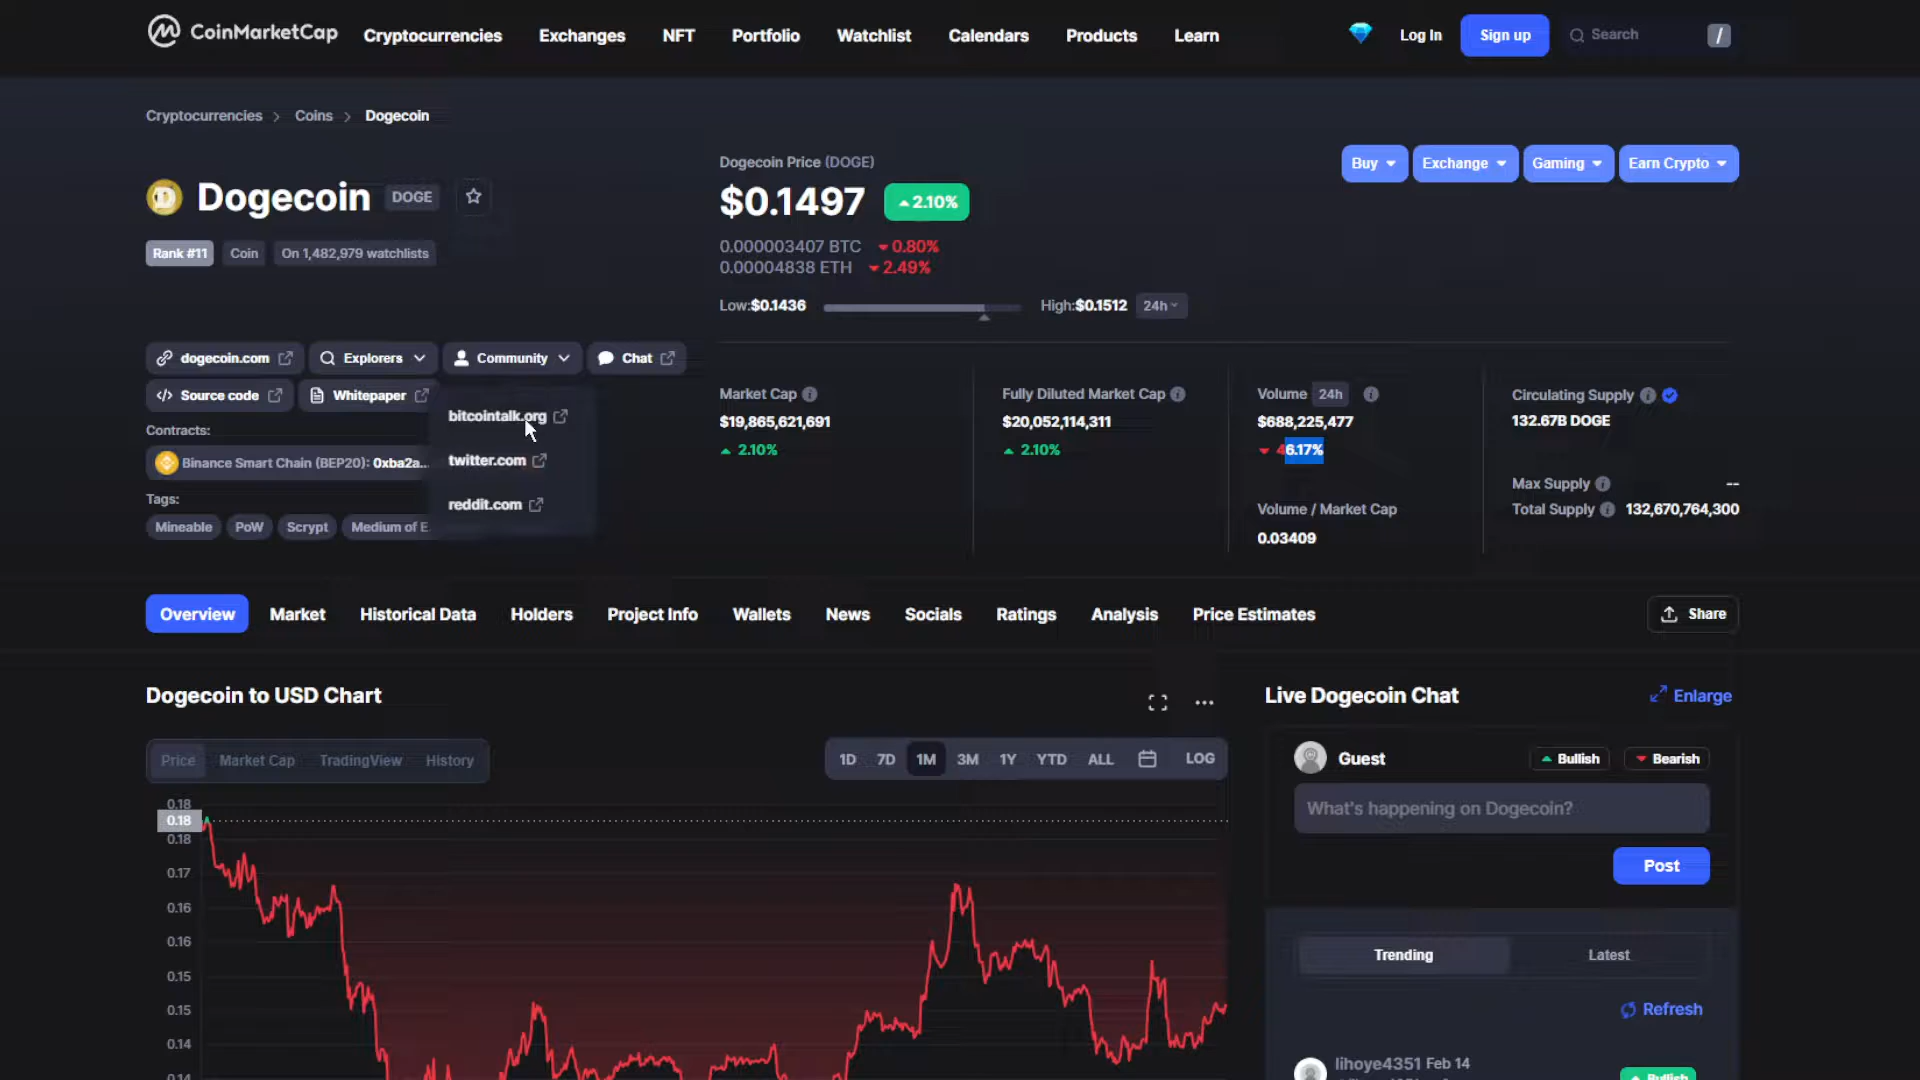 CoinMarketCap Cryptocurrencies Exchanges NFT Portfolio Watchlist Calendars Products Learn Log In Sign up Search /
Cryptocurrencies > Coins > Dogecoin
Dogecoin DOGE
Rank #11 Coin On 1,482,979 watchlists
Dogecoin Price (DOGE)
$0.1497 2.10%
0.000003407 BTC 0.80%
0.00004838 ETH 2.49%
Low:$0.1436 High:$0.1512 24h
Buy Exchange Gaming Earn Crypto
dogecoin.com Explorers Community Chat
Source code Whitepaper
bitcointalk.org
twitter.com
reddit.com
Contracts:
Binance Smart Chain (BEP20): 0xba2a...
Tags:
Mineable PoW Scrypt Medium of E
Market Cap
$19,865,621,691
2.10%
Fully Diluted Market Cap
$20,052,114,311
2.10%
Volume 24h
$688,225,477
46.17%
Volume / Market Cap
0.03409
Circulating Supply
132.67B DOGE
Max Supply --
Total Supply 132,670,764,300
Overview Market Historical Data Holders Project Info Wallets News Socials Ratings Analysis Price Estimates Share
Dogecoin to USD Chart
Price Market Cap TradingView History
1D 7D 1M 3M 1Y YTD ALL LOG
0.18
0.18
0.18
0.17
0.16
0.16
0.15
0.15
0.14
0.14
Live Dogecoin Chat Enlarge
Guest Bullish Bearish
What's happening on Dogecoin?
Post
Trending Latest
Refresh
lihoye4351 Feb 14
Bullish